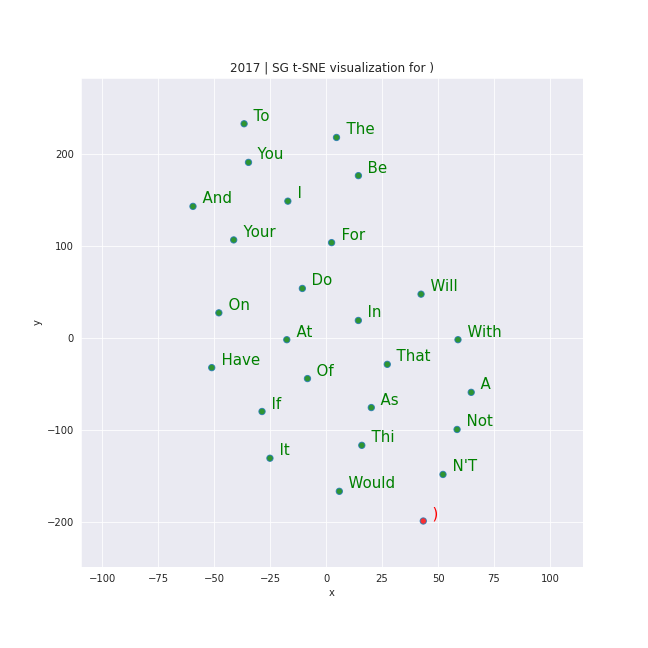 2017 | SG t-SNE visualization for )
To
The
You
Be
I
And
Your
For
Do
Will
On
In
At
With
That
Have
Of
A
As
If
Not
Thi
It
N'T
Would
)
200
100
0
−100
−200
y
−100 −75 −50 −25 0 25 50 75 100
x